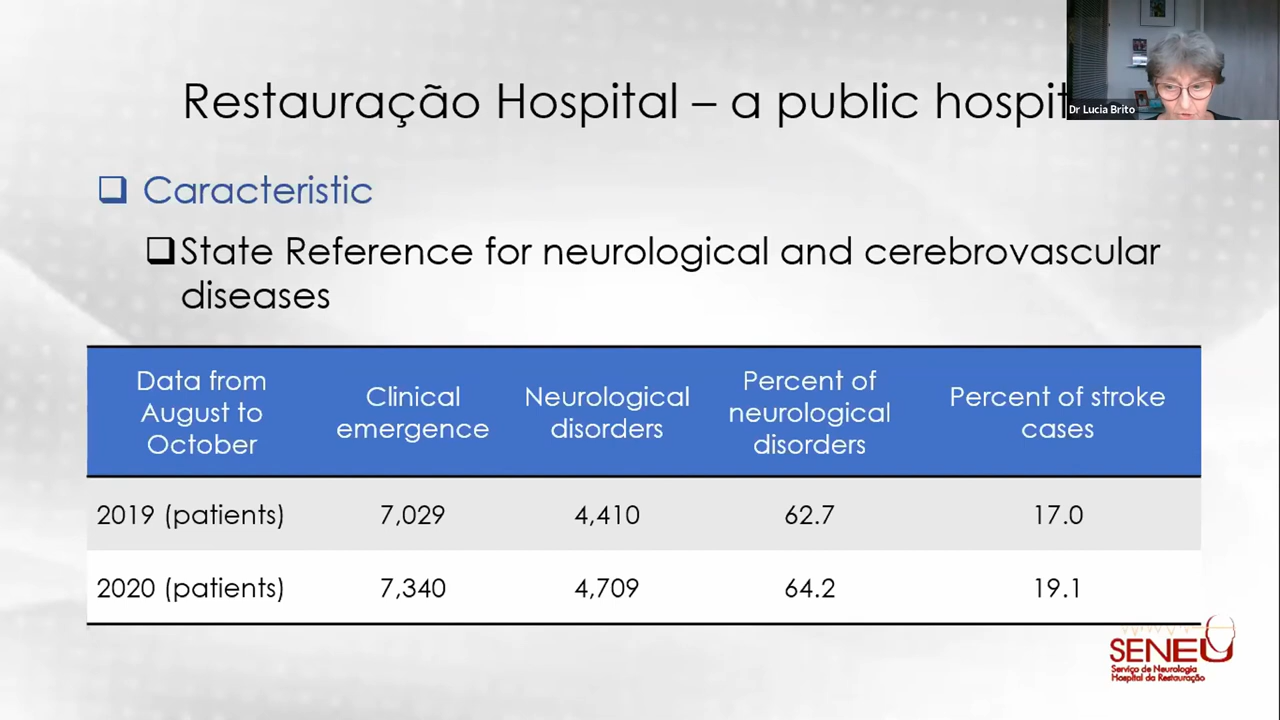 Restauração Hospital – a public hospit
Dr Lucia Brito
❑ Caracteristic
❑ State Reference for neurological and cerebrovascular
diseases
Data from
August to
October
Clinical
emergence
Neurological
disorders
Percent of
neurological
disorders
Percent of stroke
cases
2019 (patients) 7,029 4,410 62.7 17.0
2020 (patients) 7,340 4,709 64.2 19.1
SENEU
Serviço de Neurologia
Hospital da Restauração